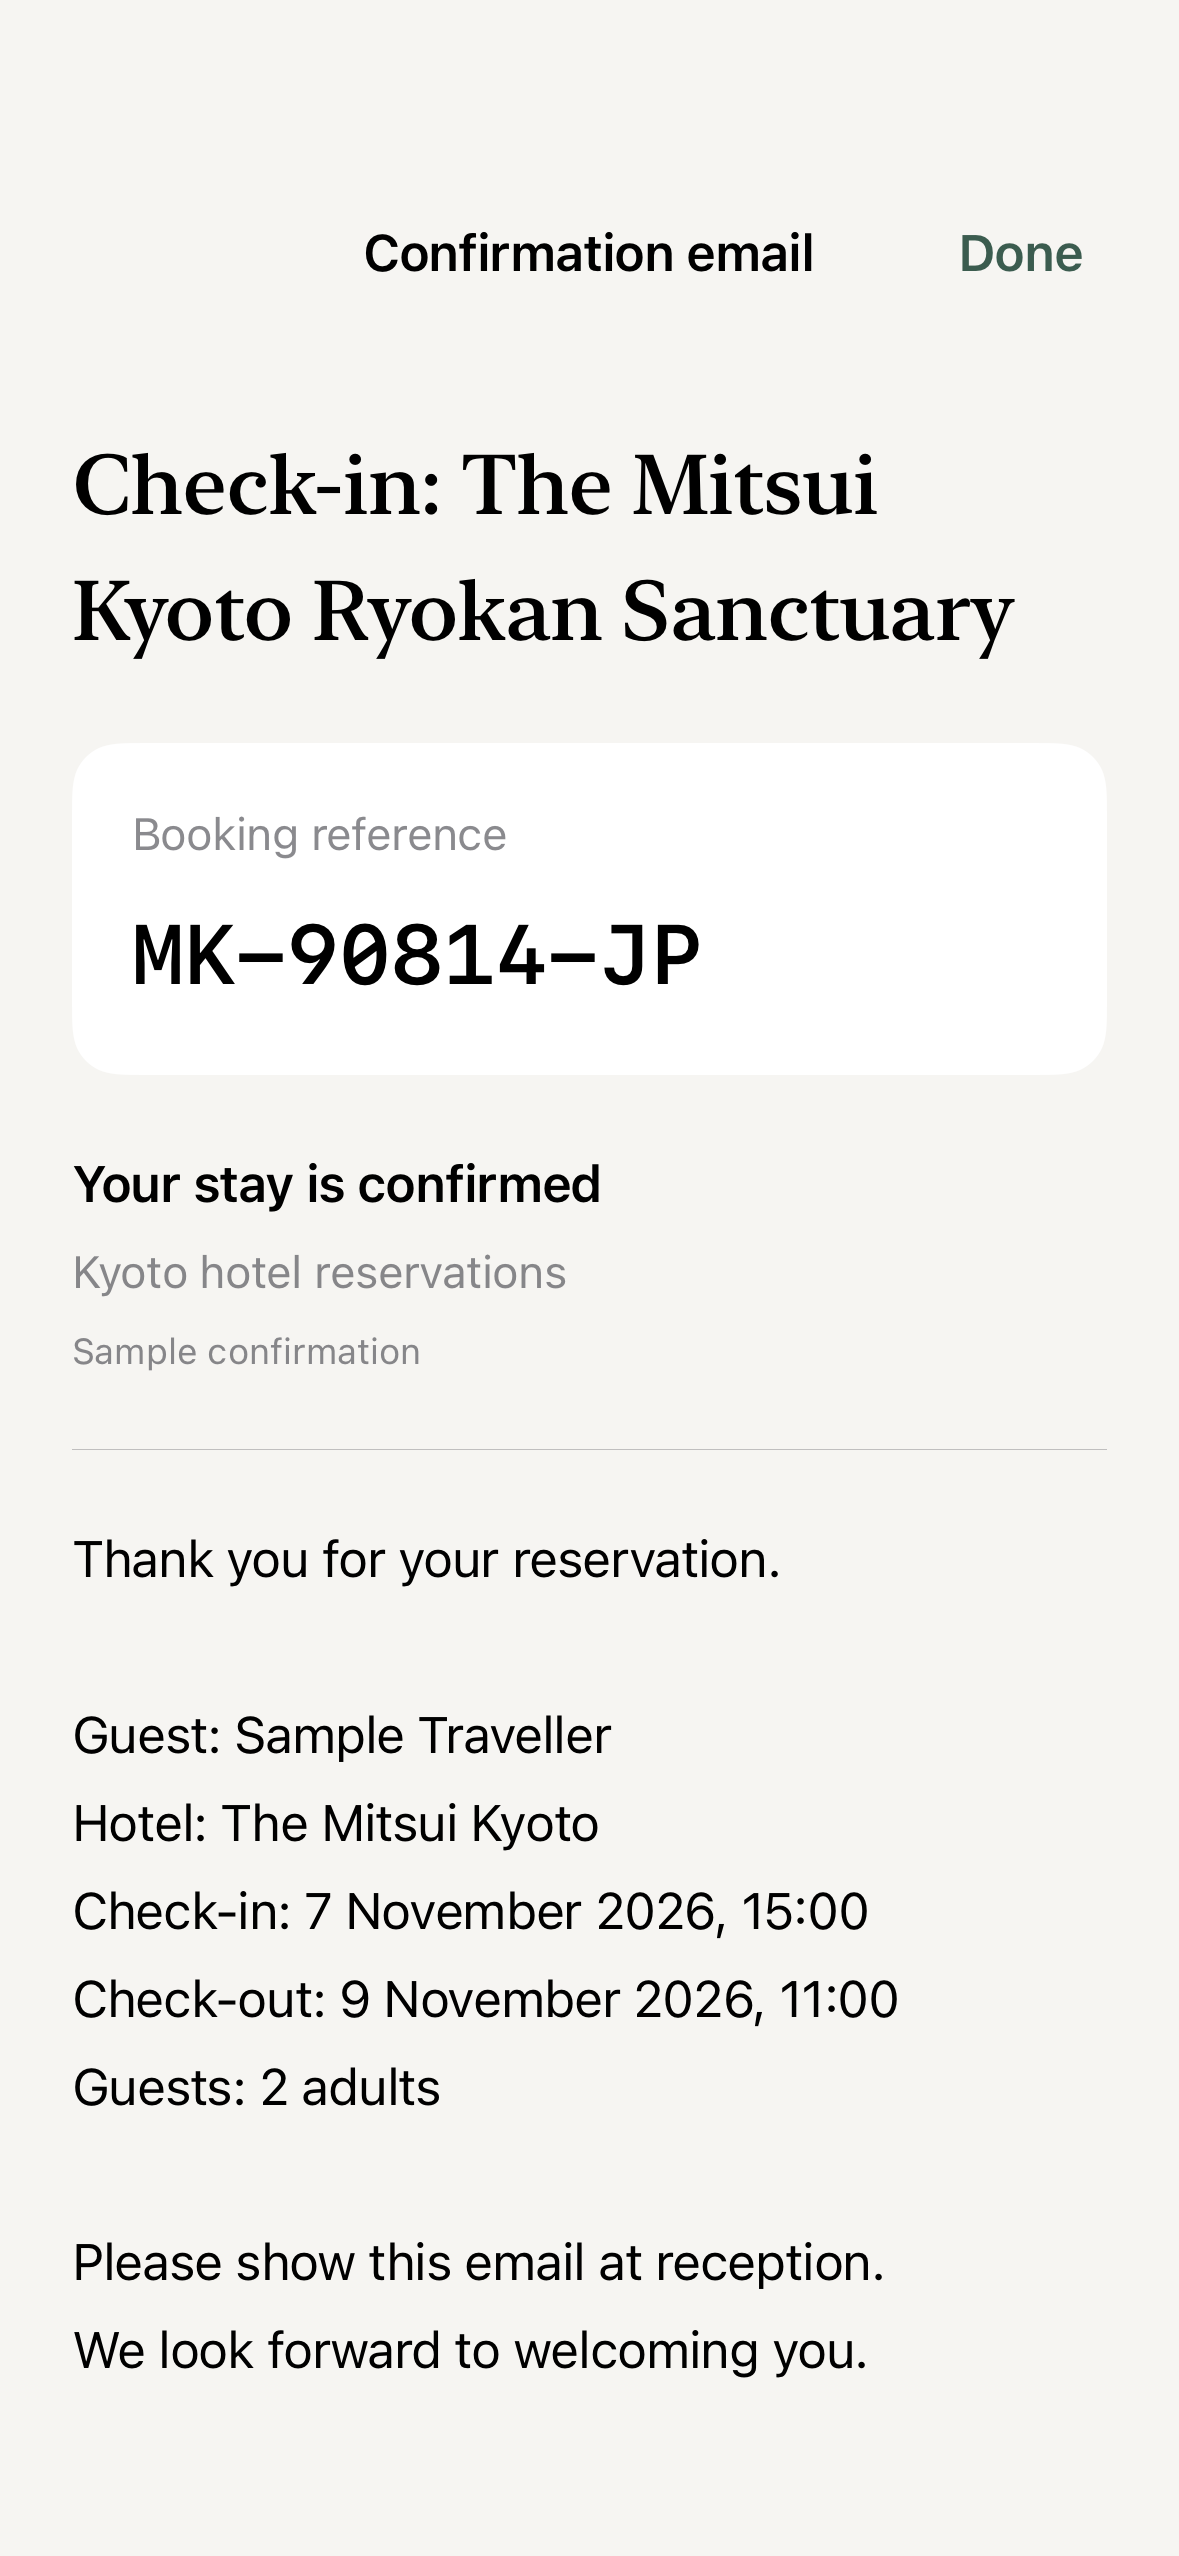 Confirmation email
Done
Check-in: The Mitsui
Kyoto Ryokan Sanctuary
Booking reference
MK-90814-JP
Your stay is confirmed
Kyoto hotel reservations
Sample confirmation
Thank you for your reservation.
Guest: Sample Traveller
Hotel: The Mitsui Kyoto
Check-in: 7 November 2026, 15:00
Check-out: 9 November 2026, 11:00
Guests: 2 adults
Please show this email at reception.
We look forward to welcoming you.